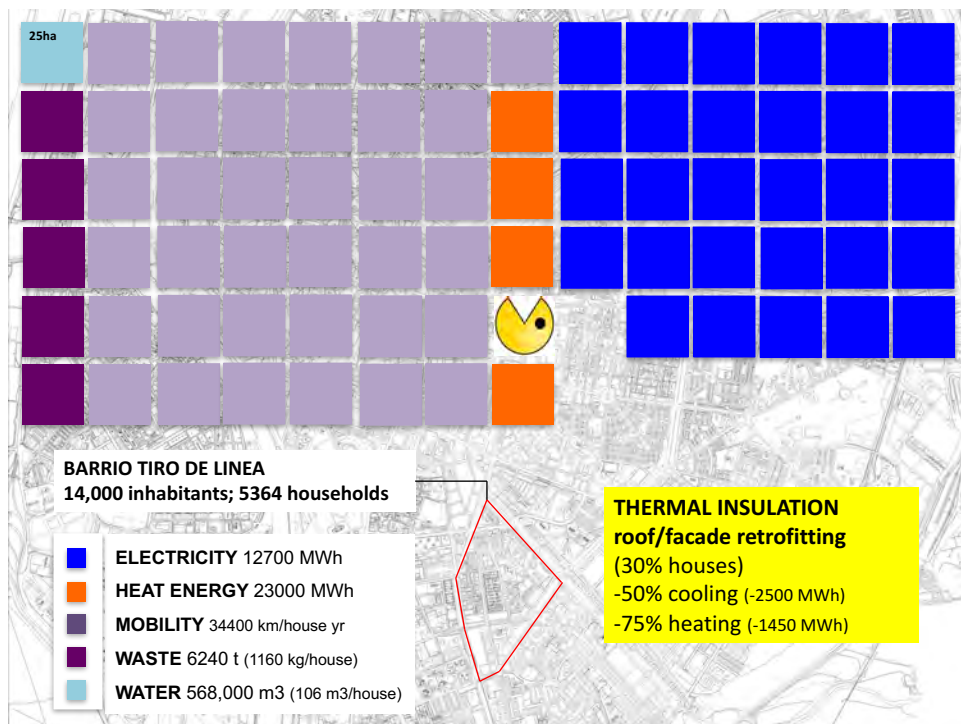 25ha
BARRIO TIRO DE LINEA
14,000 inhabitants; 5364 households
ELECTRICITY 12700 MWh
HEAT ENERGY 23000 MWh
MOBILITY 34400 km/house yr
WASTE 6240 t (1160 kg/house)
WATER 568,000 m3 (106 m3/house)
THERMAL INSULATION
roof/facade retrofitting
(30% houses)
-50% cooling (-2500 MWh)
-75% heating (-1450 MWh)